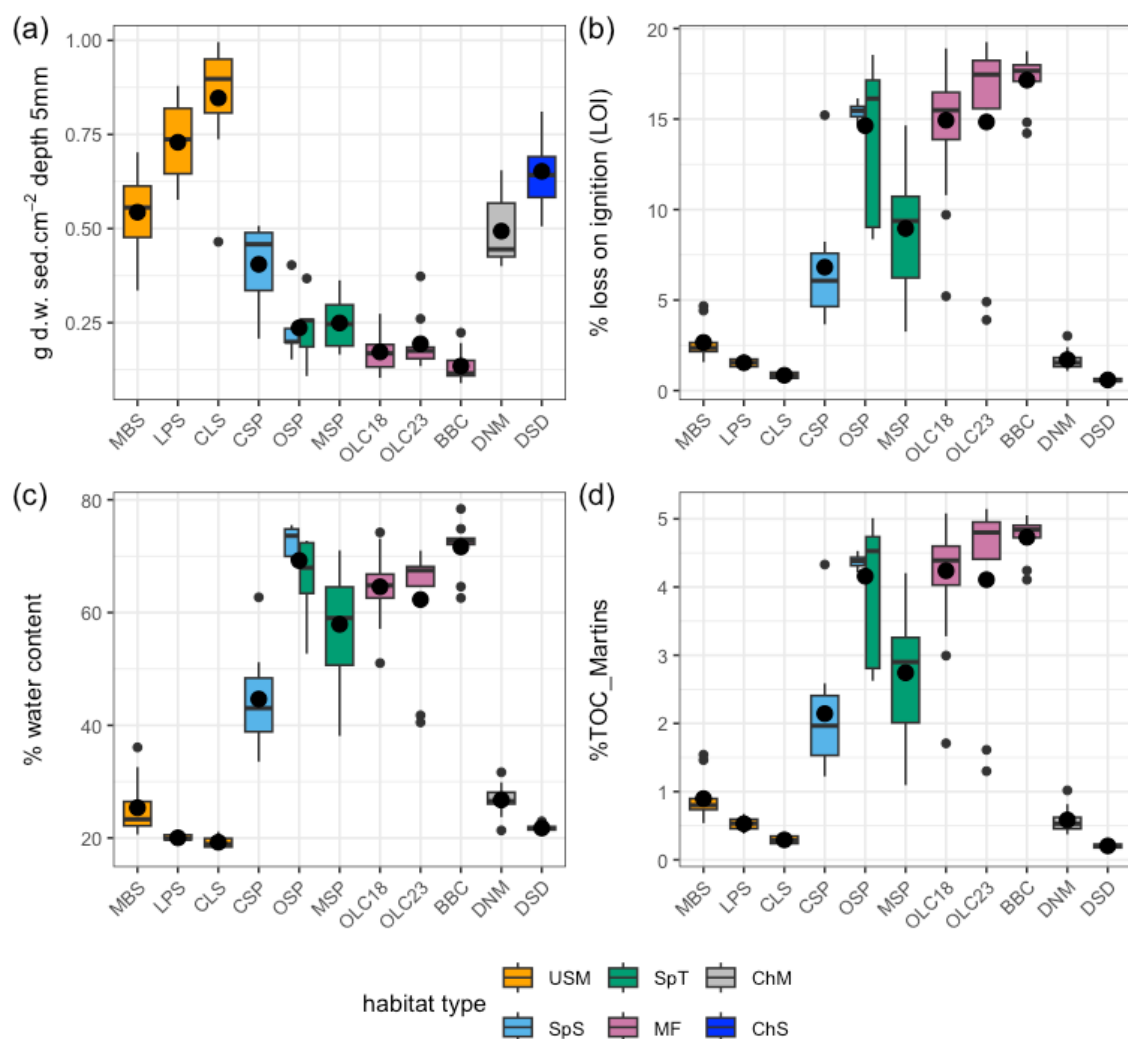 (a)
g d.w. sed.cm⁻² depth 5mm
1.00
0.75
0.50
0.25
MBS LPS CLS CSP OSP MSP OLC18 OLC23 BBC DNM DSD
(b)
% loss on ignition (LOI)
20
15
10
5
0
MBS LPS CLS CSP OSP MSP OLC18 OLC23 BBC DNM DSD
(c)
% water content
80
60
40
20
MBS LPS CLS CSP OSP MSP OLC18 OLC23 BBC DNM DSD
(d)
%TOC_Martins
5
4
3
2
1
0
MBS LPS CLS CSP OSP MSP OLC18 OLC23 BBC DNM DSD
habitat type
USM SpT ChM
SpS MF ChS